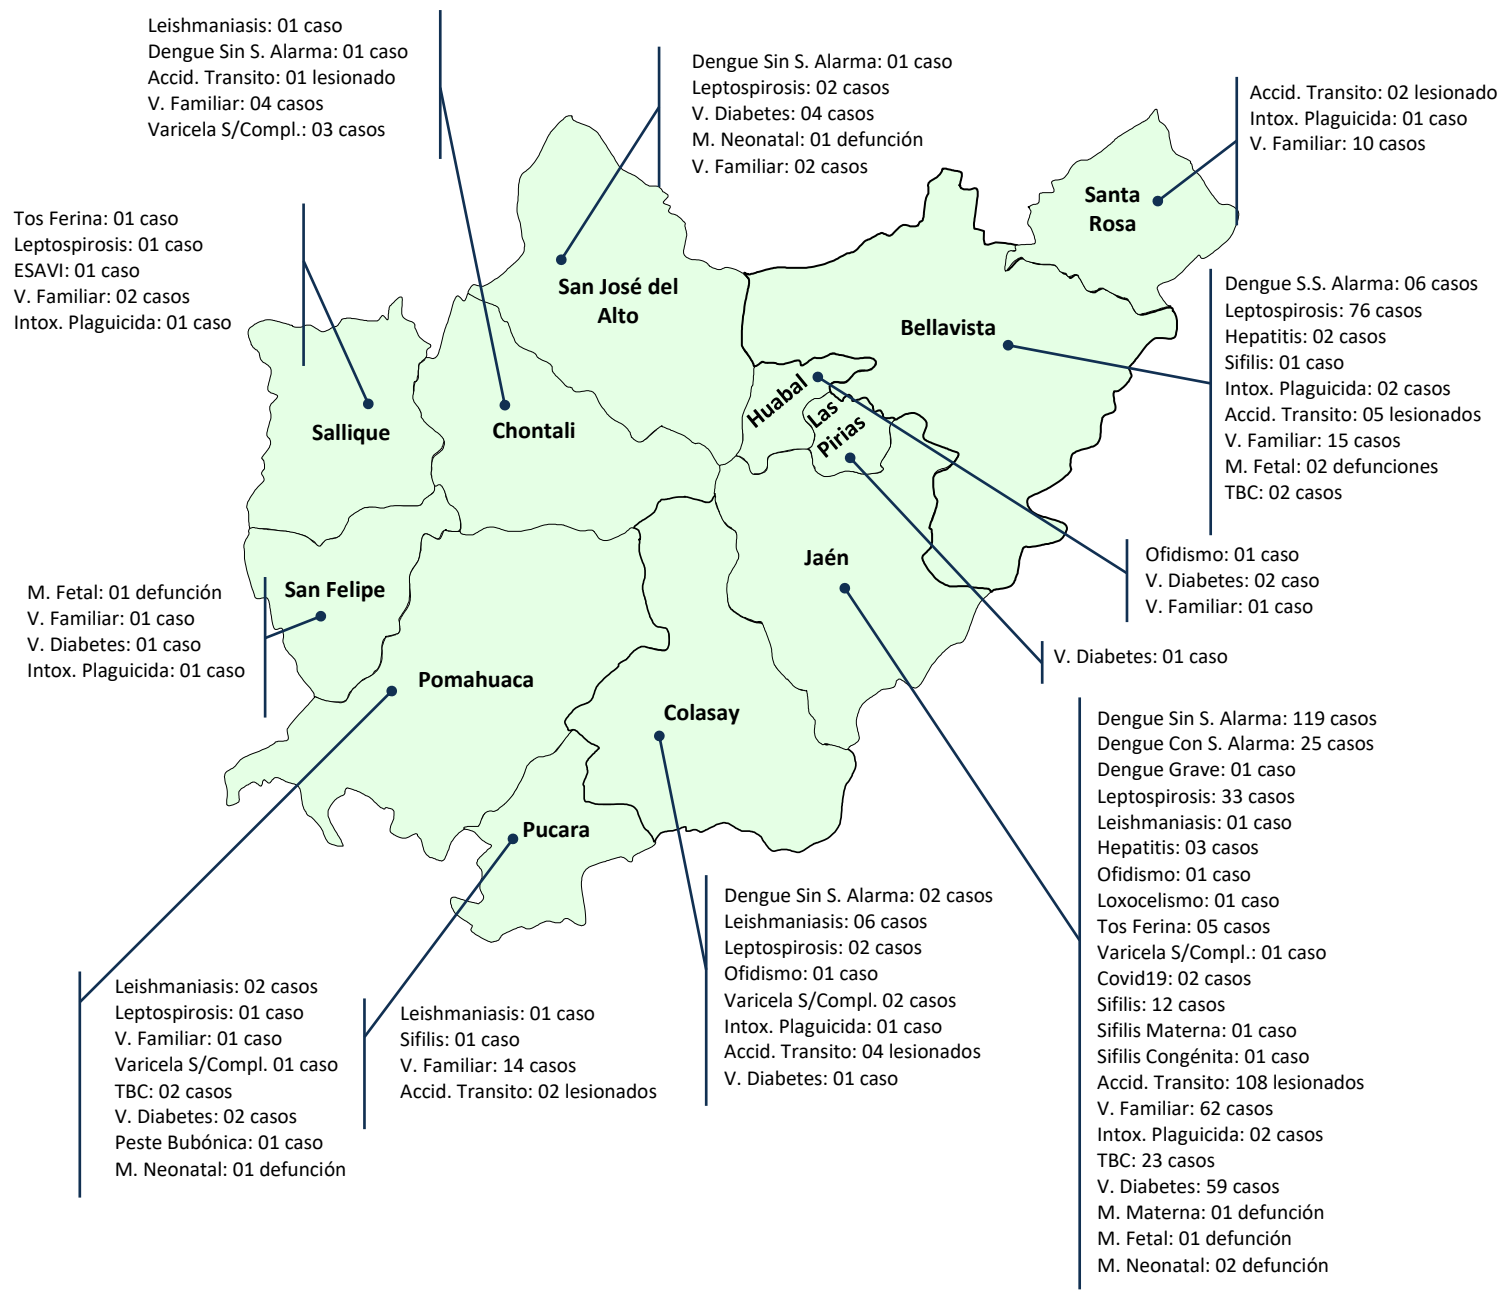 Leishmaniasis: 01 caso
Dengue Sin S. Alarma: 01 caso
Accid. Transito: 01 lesionado
V. Familiar: 04 casos
Varicela S/Compl.: 03 casos
Dengue Sin S. Alarma: 01 caso
Leptospirosis: 02 casos
V. Diabetes: 04 casos
M. Neonatal: 01 defunción
V. Familiar: 02 casos
Accid. Transito: 02 lesionado
Intox. Plaguicida: 01 caso
V. Familiar: 10 casos
Tos Ferina: 01 caso
Leptospirosis: 01 caso
ESAVI: 01 caso
V. Familiar: 02 casos
Intox. Plaguicida: 01 caso
Santa
Rosa
San José del
Alto
Bellavista
Dengue S.S. Alarma: 06 casos
Leptospirosis: 76 casos
Hepatitis: 02 casos
Sifilis: 01 caso
Intox. Plaguicida: 02 casos
Accid. Transito: 05 lesionados
V. Familiar: 15 casos
M. Fetal: 02 defunciones
TBC: 02 casos
Sallique
Chontali
Huabal
Las
Pirias
Jaén
Ofidismo: 01 caso
V. Diabetes: 02 caso
V. Familiar: 01 caso
San Felipe
M. Fetal: 01 defunción
V. Familiar: 01 caso
V. Diabetes: 01 caso
Intox. Plaguicida: 01 caso
V. Diabetes: 01 caso
Pomahuaca
Colasay
Pucara
Dengue Sin S. Alarma: 119 casos
Dengue Con S. Alarma: 25 casos
Dengue Grave: 01 caso
Leptospirosis: 33 casos
Leishmaniasis: 01 caso
Hepatitis: 03 casos
Ofidismo: 01 caso
Loxocelismo: 01 caso
Tos Ferina: 05 casos
Varicela S/Compl.: 01 caso
Covid19: 02 casos
Sifilis: 12 casos
Sifilis Materna: 01 caso
Sifilis Congénita: 01 caso
Accid. Transito: 108 lesionados
V. Familiar: 62 casos
Intox. Plaguicida: 02 casos
TBC: 23 casos
V. Diabetes: 59 casos
M. Materna: 01 defunción
M. Fetal: 01 defunción
M. Neonatal: 02 defunción
Dengue Sin S. Alarma: 02 casos
Leishmaniasis: 06 casos
Leptospirosis: 02 casos
Ofidismo: 01 caso
Varicela S/Compl. 02 casos
Intox. Plaguicida: 01 caso
Accid. Transito: 04 lesionados
V. Diabetes: 01 caso
Leishmaniasis: 02 casos
Leptospirosis: 01 caso
V. Familiar: 01 caso
Varicela S/Compl. 01 caso
TBC: 02 casos
V. Diabetes: 02 casos
Peste Bubónica: 01 caso
M. Neonatal: 01 defunción
Leishmaniasis: 01 caso
Sifilis: 01 caso
V. Familiar: 14 casos
Accid. Transito: 02 lesionados